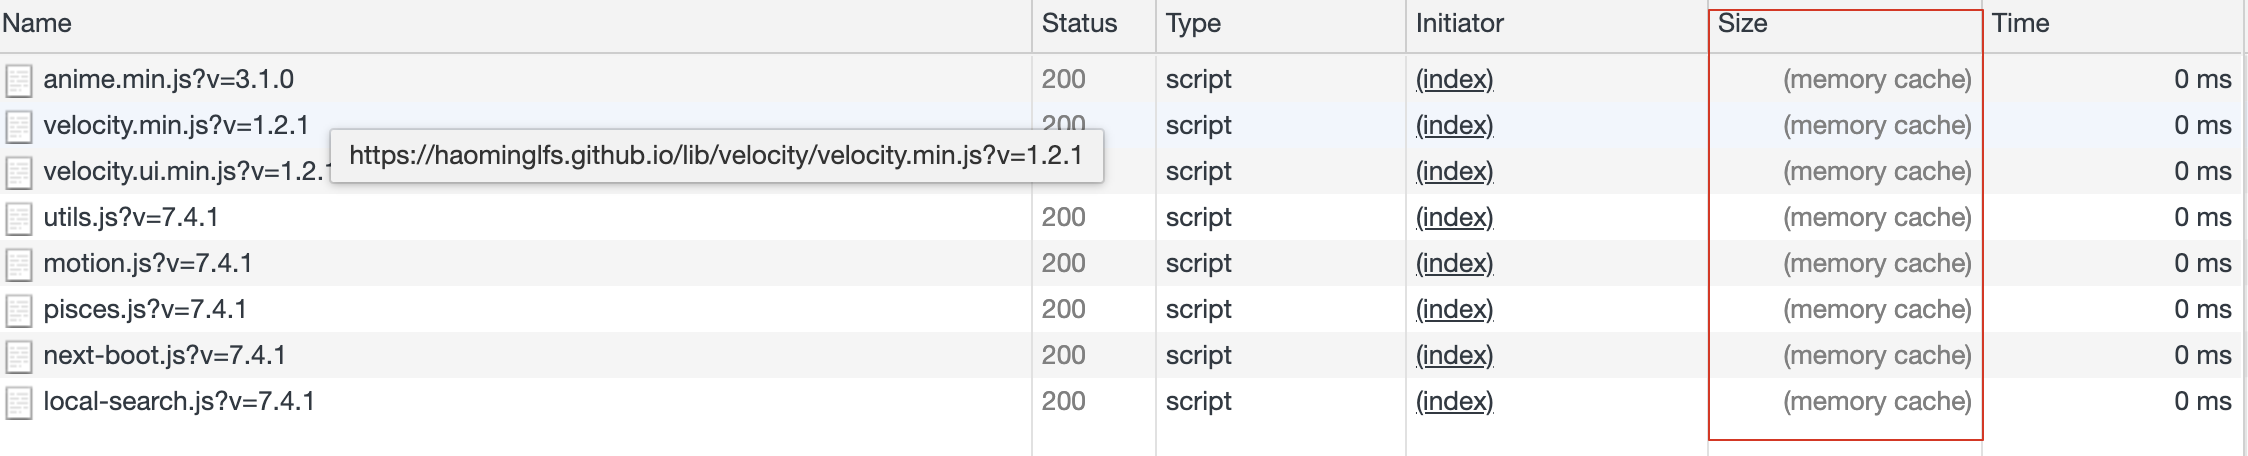 Name Status Type Initiator Size Time
anime.min.js?v=3.1.0 200 script (index) (memory cache) 0 ms
velocity.min.js?v=1.2.1 200 script (index) (memory cache) 0 ms
https://haominglfs.github.io/lib/velocity/velocity.min.js?v=1.2.1
velocity.ui.min.js?v=1.2.1 script (index) (memory cache) 0 ms
utils.js?v=7.4.1 200 script (index) (memory cache) 0 ms
motion.js?v=7.4.1 200 script (index) (memory cache) 0 ms
pisces.js?v=7.4.1 200 script (index) (memory cache) 0 ms
next-boot.js?v=7.4.1 200 script (index) (memory cache) 0 ms
local-search.js?v=7.4.1 200 script (index) (memory cache) 0 ms